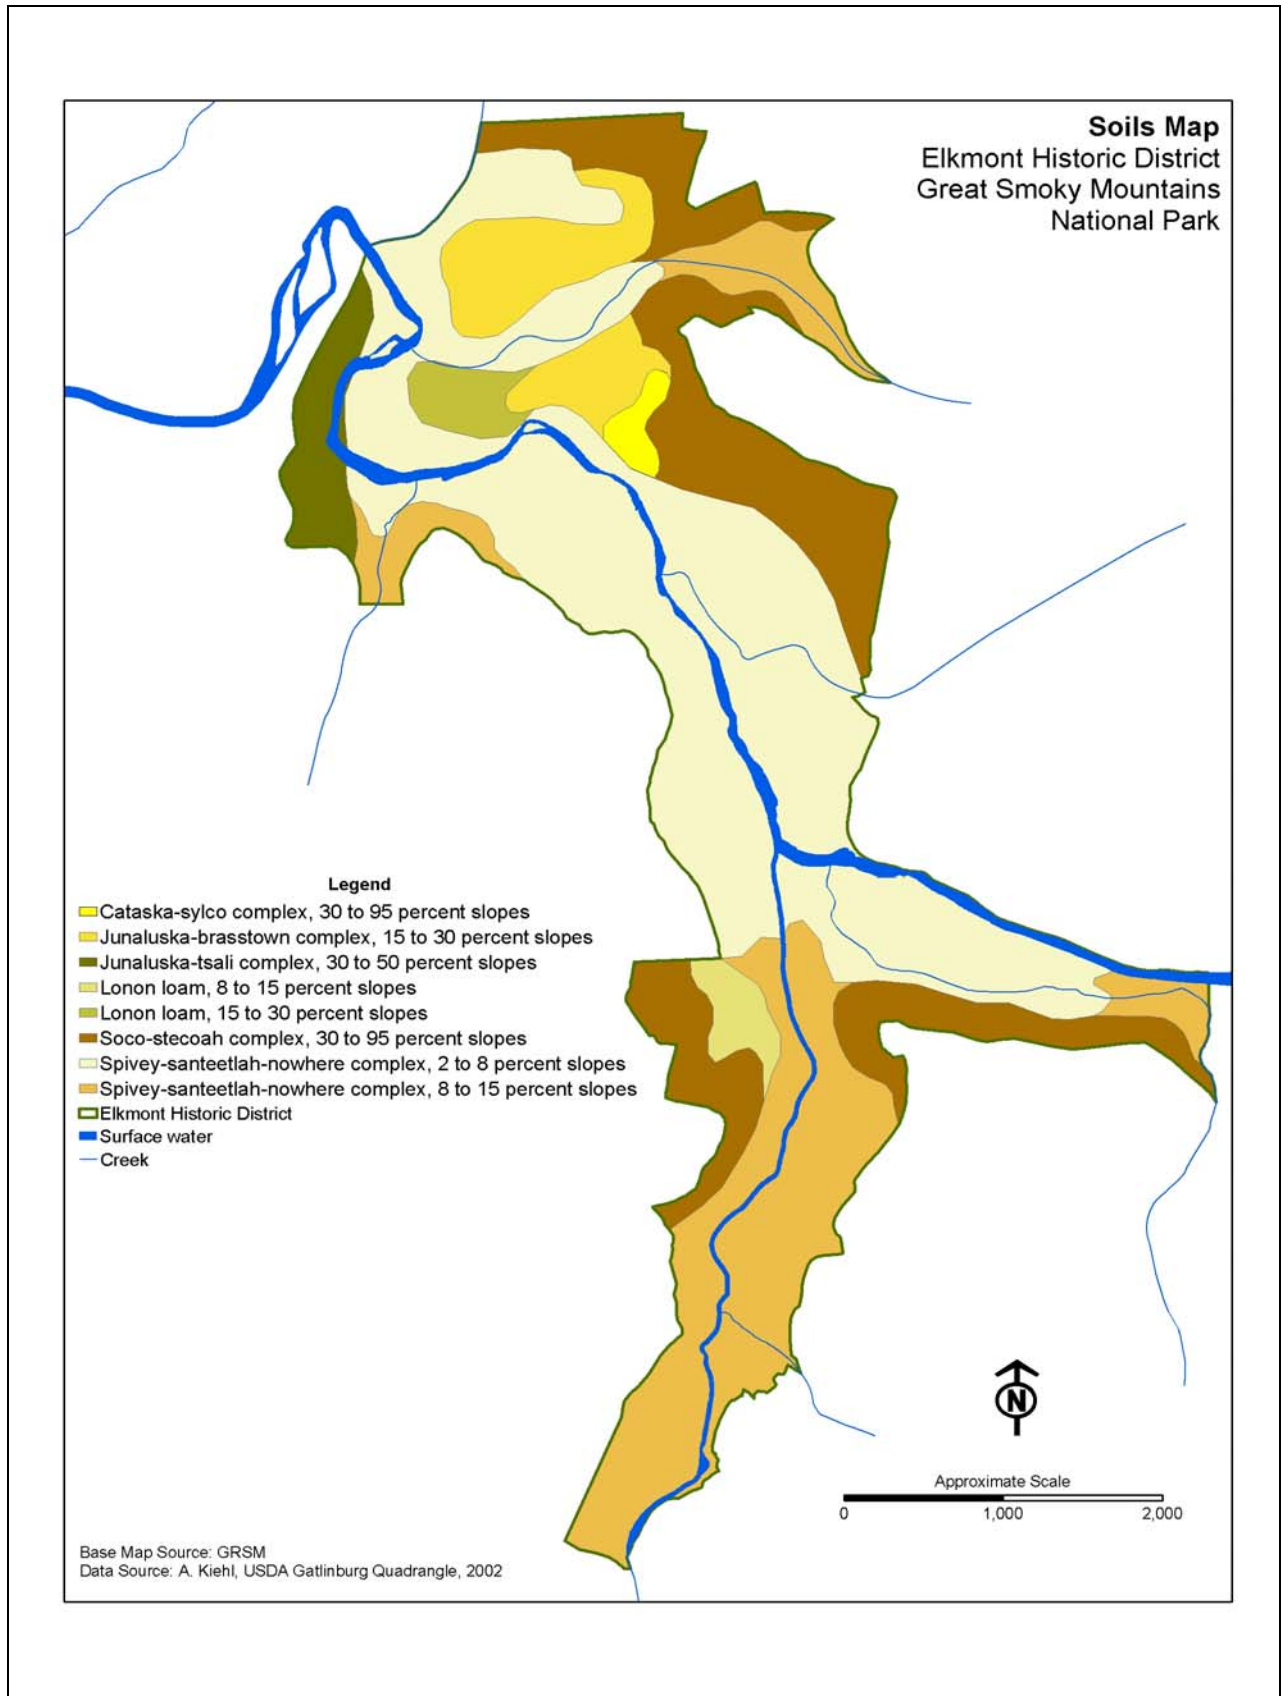 Soils Map
Elkmont Historic District
Great Smoky Mountains
National Park
Legend
Cataska-sylco complex, 30 to 95 percent slopes
Junaluska-brasstown complex, 15 to 30 percent slopes
Junaluska-tsali complex, 30 to 50 percent slopes
Lonon loam, 8 to 15 percent slopes
Lonon loam, 15 to 30 percent slopes
Soco-stecoah complex, 30 to 95 percent slopes
Spivey-santeetlah-nowhere complex, 2 to 8 percent slopes
Spivey-santeetlah-nowhere complex, 8 to 15 percent slopes
Elkmont Historic District
Surface water
Creek
N
Approximate Scale
0 1,000 2,000
Base Map Source: GRSM
Data Source: A. Kiehl, USDA Gatlinburg Quadrangle, 2002